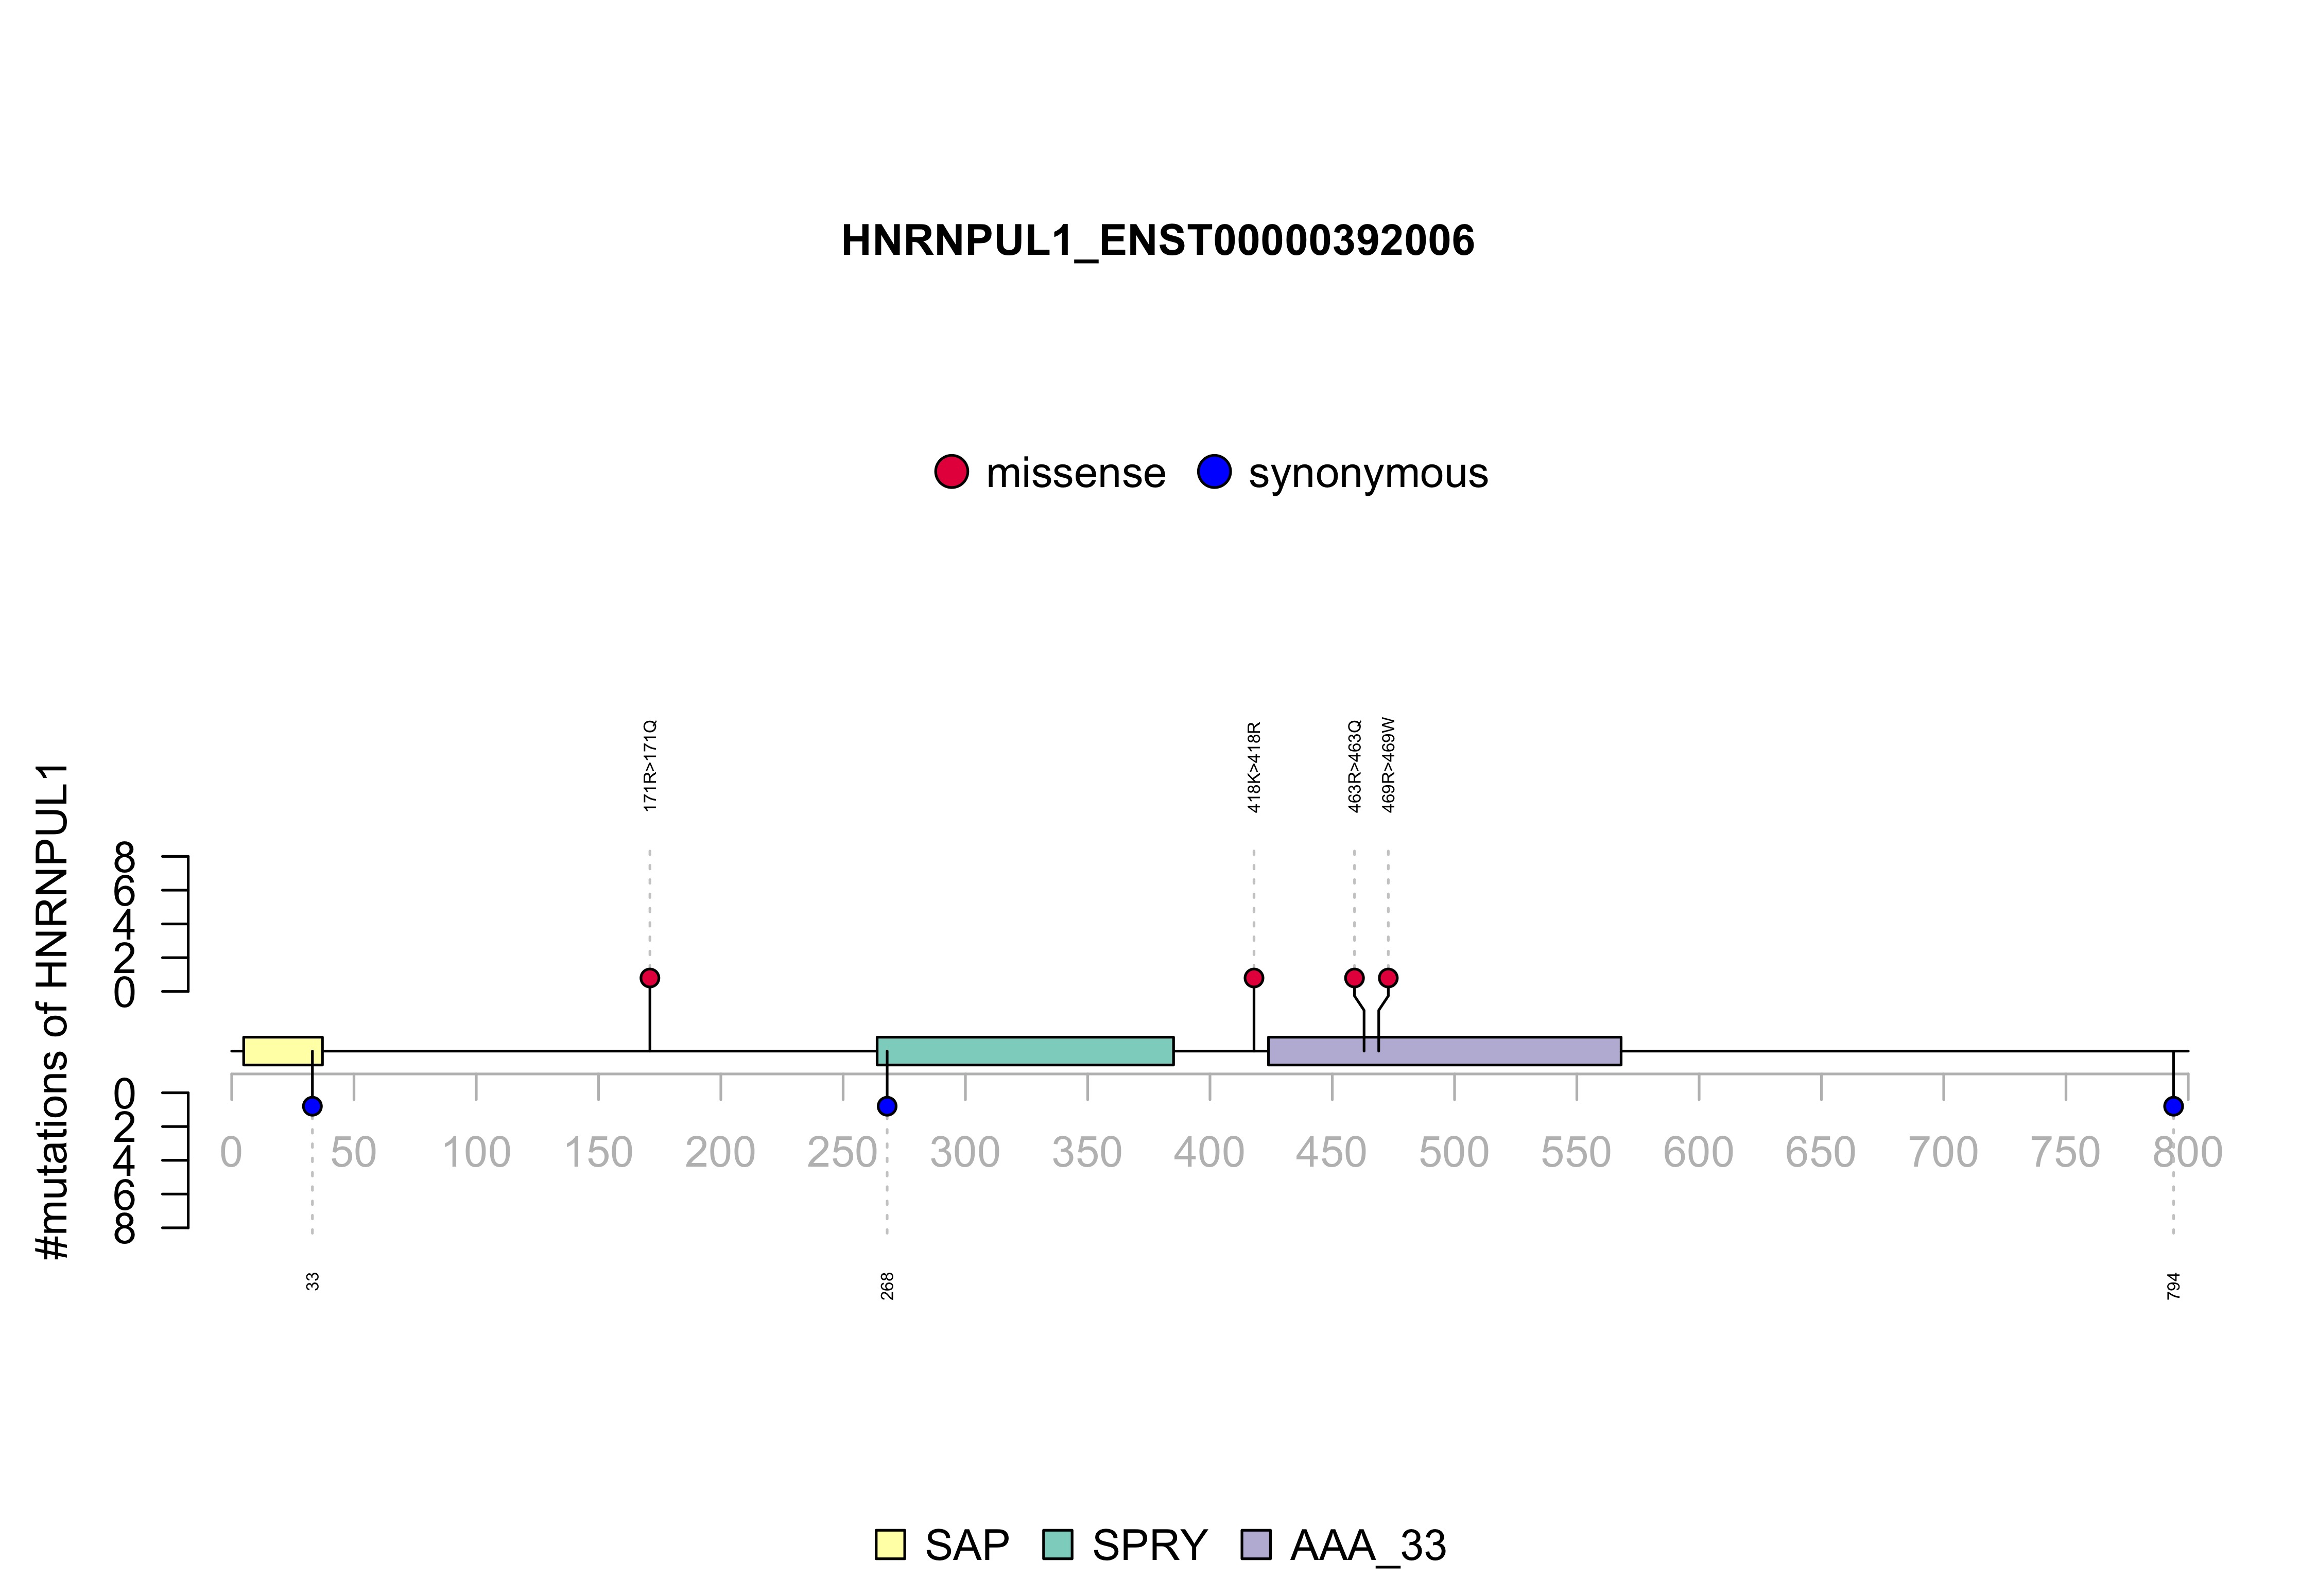 HNRNPUL1_ENST00000392006
missense synonymous
171R>171Q 418K>418R 463R>463Q 469R>469W
#mutations of HNRNPUL1
8
6
4
2
0
0
2
4
6
8
0 50 100 150 200 250 300 350 400 450 500 550 600 650 700 750 800
33 268 794
SAP SPRY AAA_33